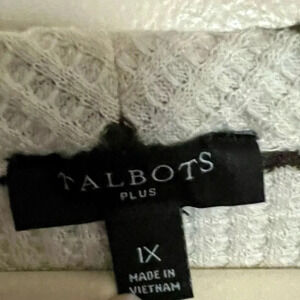 TALBOTS
PLUS
1X
MADE IN
VIETNAM